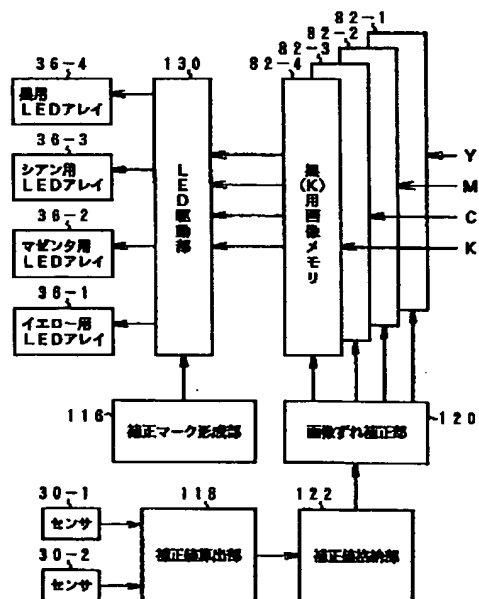 82-1
82-2
82-3
36-4
130
82-4
黒用
LEDアレイ
36-3
シアン用
LEDアレイ
36-2
マゼンタ用
LEDアレイ
36-1
イエロー用
LEDアレイ
LED駆動部
黒(K)用画像メモリ
Y
M
C
K
116
補正マーク形成部
画像ずれ補正部
120
30-1
118
122
センサ
30-2
センサ
補正値算出部
補正値格納部